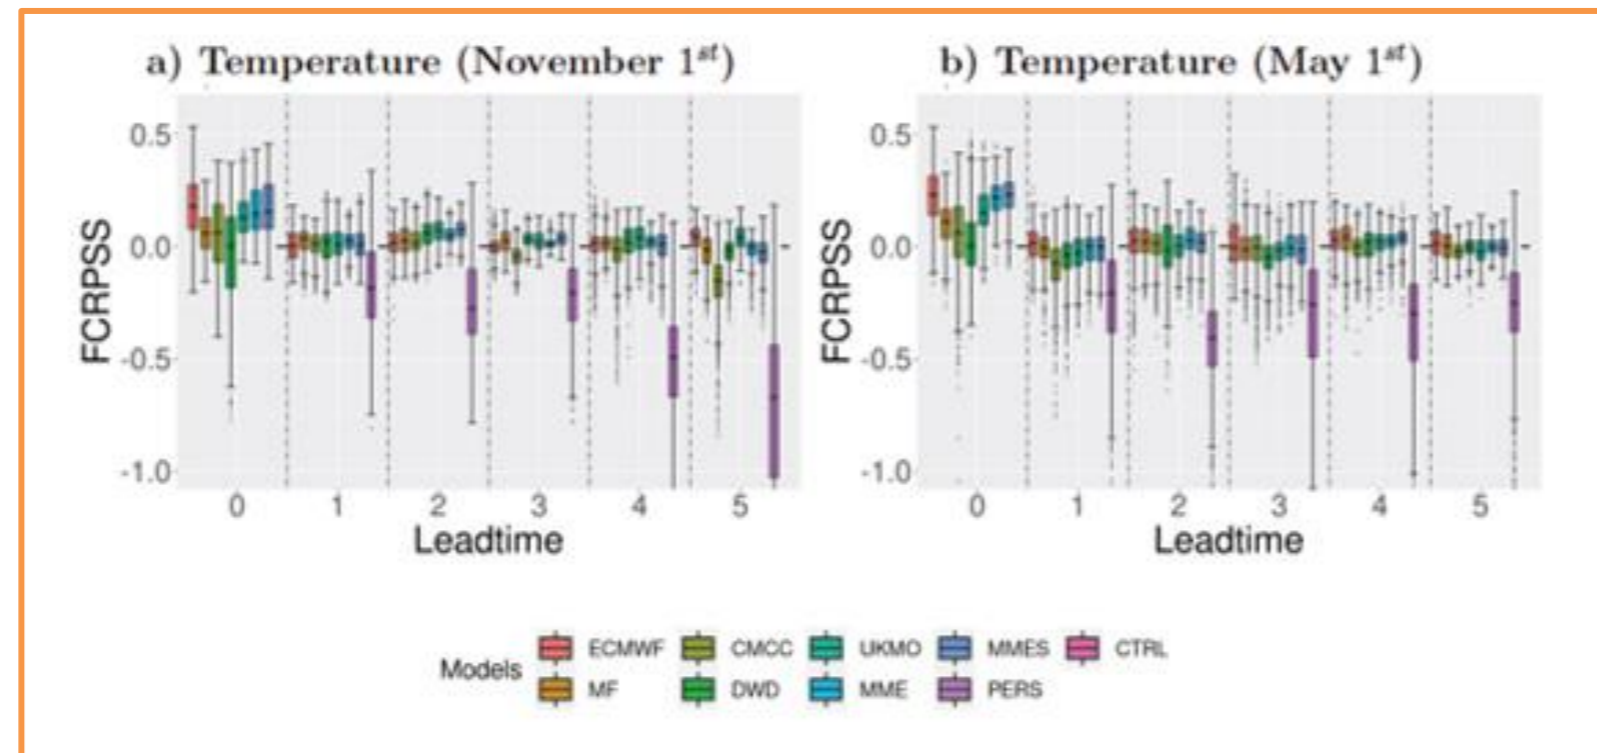 a) Temperature (November 1st)
b) Temperature (May 1st)
FCRPSS
0.5
0.0
-0.5
-1.0
0 1 2 3 4 5
Leadtime
FCRPSS
0.5
0.0
-0.5
-1.0
0 1 2 3 4 5
Leadtime
Models
ECMWF CMCC UKMO MMES CTRL
MF DWD MME PERS